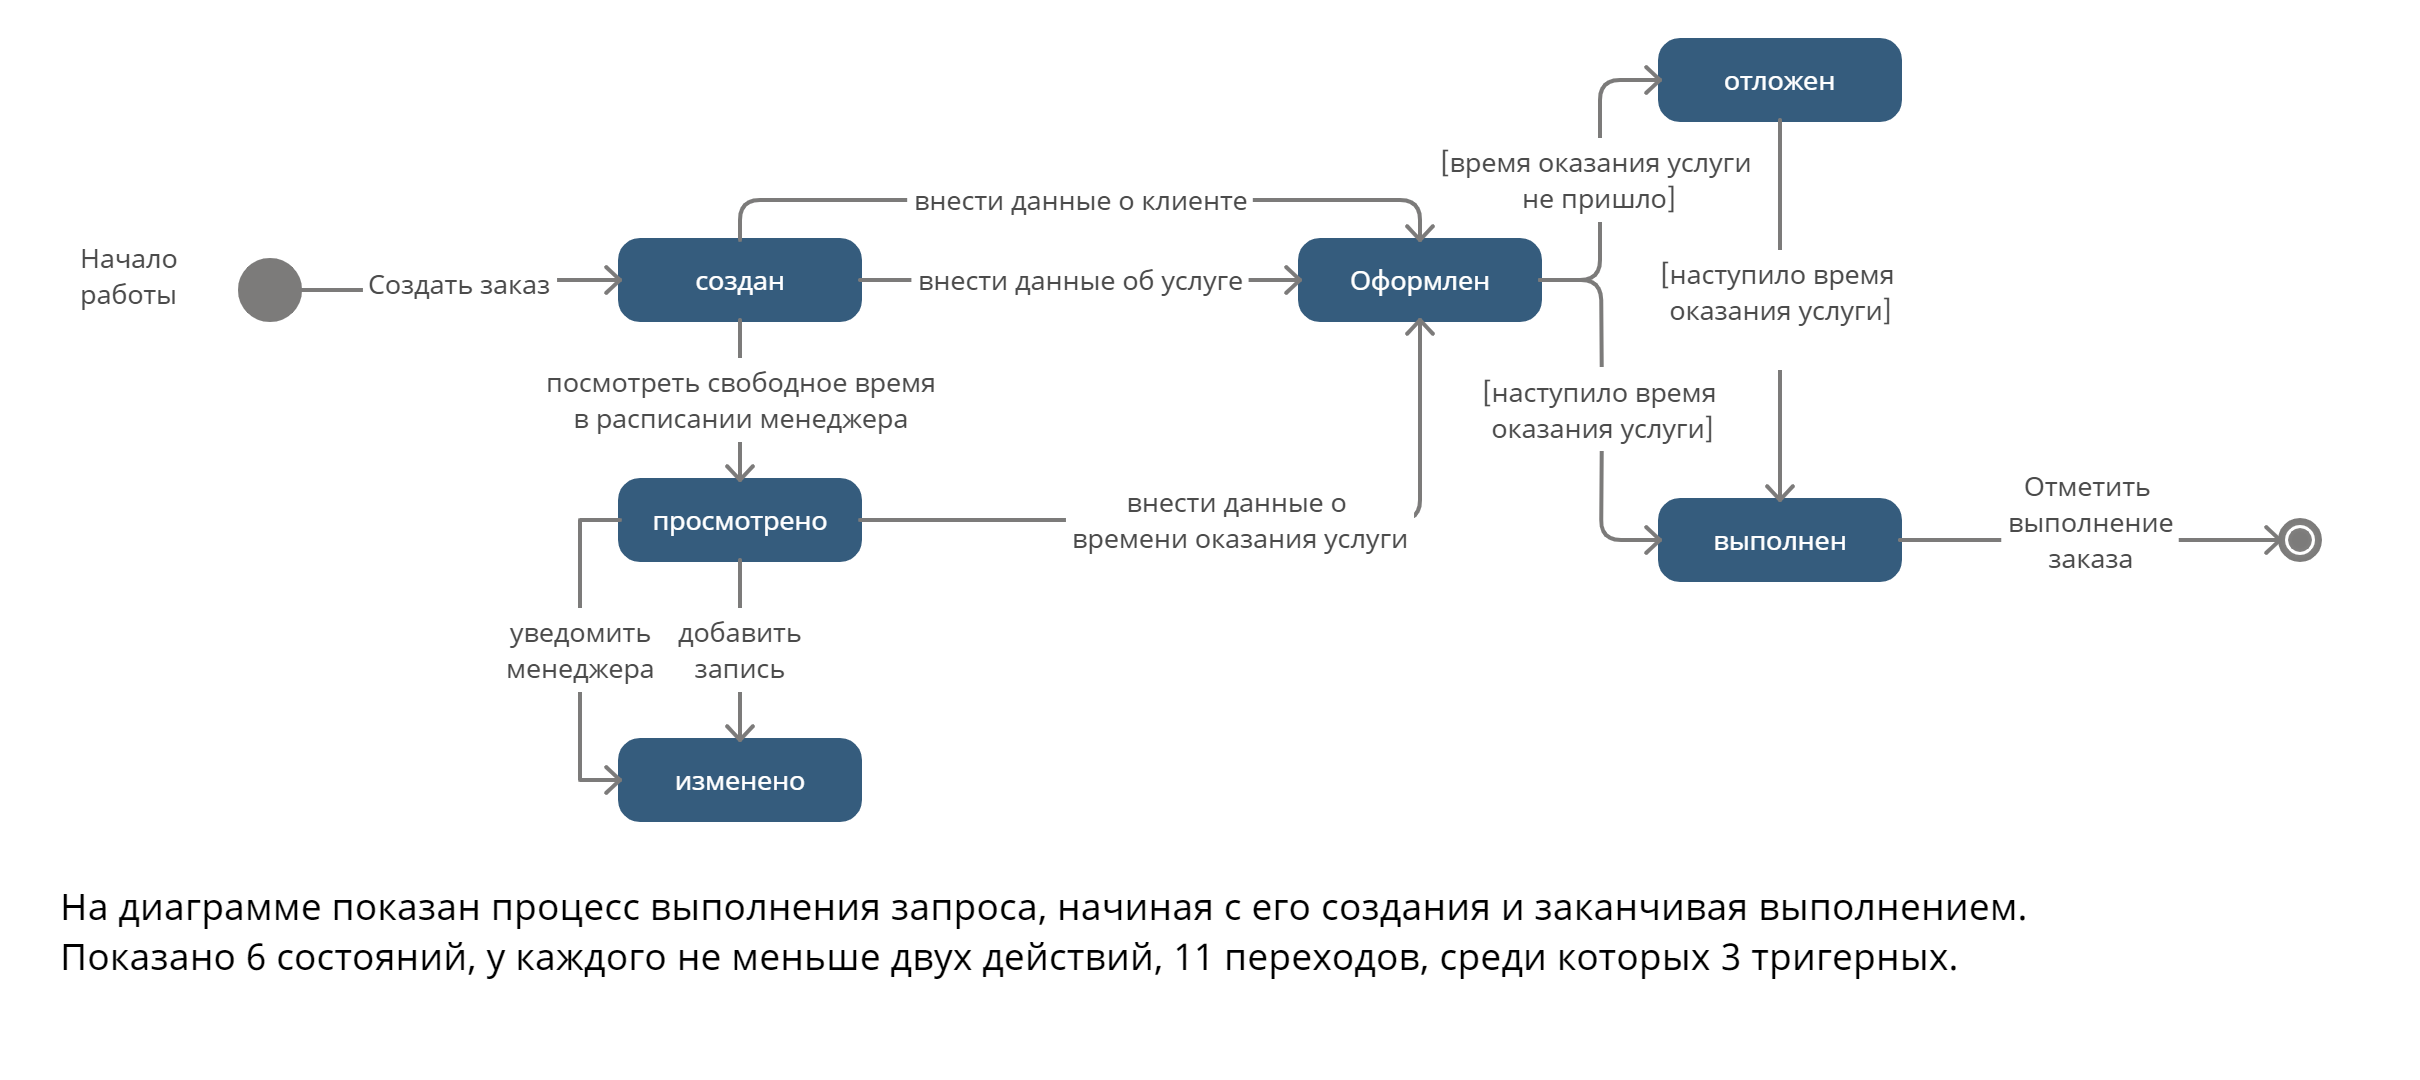 отложен
[время оказания услуги
не пришло]
внести данные о клиенте
Начало
работы
Создать заказ
создан
внести данные об услуге
Оформлен
[наступило время
оказания услуги]
посмотреть свободное время
в расписании менеджера
[наступило время
оказания услуги]
просмотрено
внести данные о
времени оказания услуги
выполнен
Отметить
выполнение
заказа
уведомить
менеджера
добавить
запись
изменено
На диаграмме показан процесс выполнения запроса, начиная с его создания и заканчивая выполнением.
Показано 6 состояний, у каждого не меньше двух действий, 11 переходов, среди которых 3 тригерных.